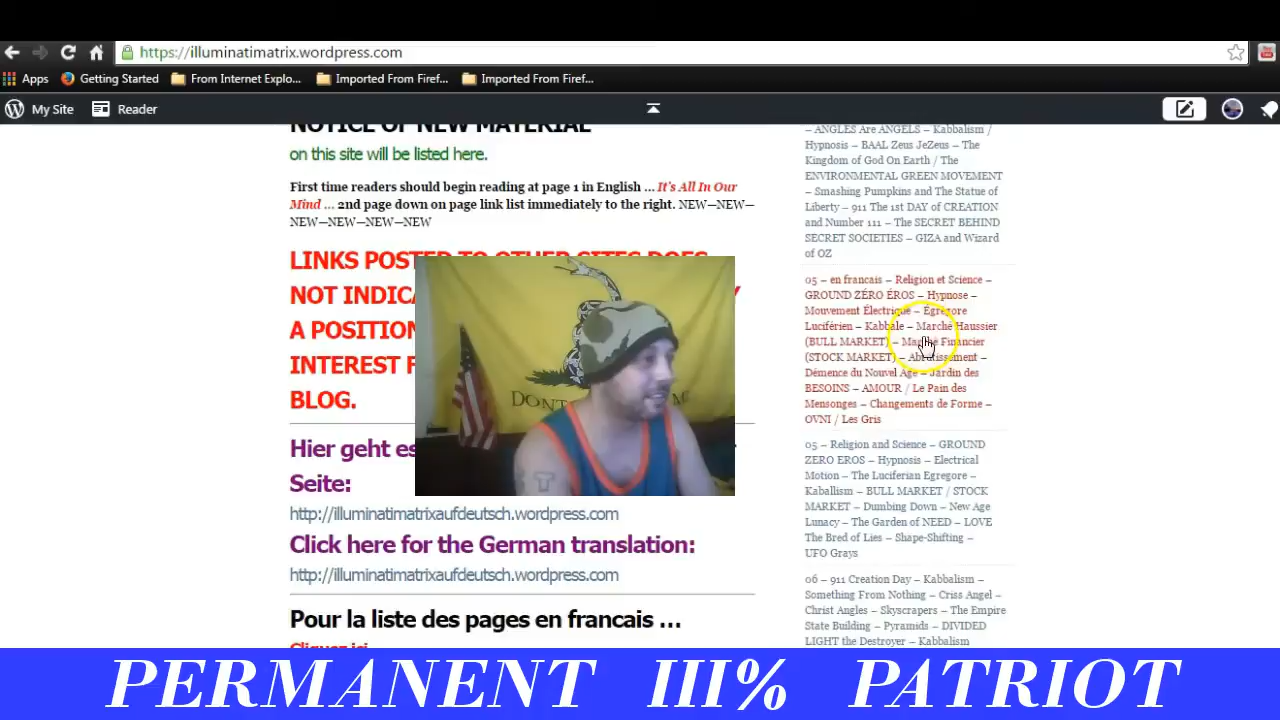 https://illuminatimatrix.wordpress.com
Apps Getting Started From Internet Explo... Imported From Firef... Imported From Firef...
My Site Reader
NOTICE OF NEW MATERIAL
on this site will be listed here.
First time readers should begin reading at page 1 in English ... It's All In Our
Mind ... 2nd page down on page link list immediately to the right. NEW—NEW—
NEW—NEW—NEW—NEW
LINKS POSTED TO OTHER SITES DOES
NOT INDICA
A POSITION
INTEREST
BLOG.
Hier geht es
Seite:
http://illuminatimatrixaufdeutsch.wordpress.com
Click here for the German translation:
http://illuminatimatrixaufdeutsch.wordpress.com
Pour la liste des pages en francais ...
Cliquez ici
DON'T
– ANGLES Are ANGELS – Kabbalism /
Hypnosis – BAAL Zeus JeZeus – The
Kingdom of God On Earth / The
ENVIRONMENTAL GREEN MOVEMENT
– Smashing Pumpkins and The Statue of
Liberty – 911 The 1st DAY of CREATION
and Number 111 – The SECRET BEHIND
SECRET SOCIETIES – GIZA and Wizard
of OZ
05 – en francais – Religion et Science –
GROUND ZÉRO ÉROS – Hypnose –
Mouvement Électrique – Egregore
Luciférien – Kabbale – Marché Haussier
(BULL MARKET) – Marché Financier
(STOCK MARKET) – Abrutissement –
Démence du Nouvel Age – Jardin des
BESOINS – AMOUR / Le Pain des
Mensonges – Changements de Forme –
OVNI / Les Gris
05 – Religion and Science – GROUND
ZERO EROS – Hypnosis – Electrical
Motion – The Luciferian Egregore –
Kaballism – BULL MARKET / STOCK
MARKET – Dumbing Down – New Age
Lunacy – The Garden of NEED – LOVE
The Bred of Lies – Shape-Shifting –
UFO Grays
06 – 911 Creation Day – Kabbalism –
Something From Nothing – Criss Angel –
Christ Angles – Skyscrapers – The Empire
State Building – Pyramids – DIVIDED
LIGHT the Destroyer – Kabbalism
PERMANENT III% PATRIOT